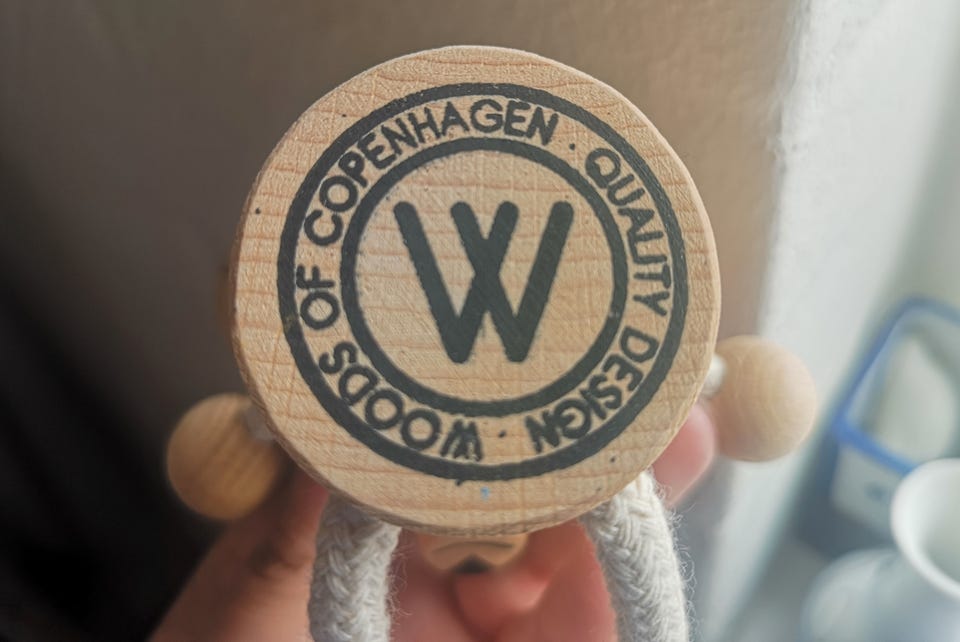 WOODS OF COPENHAGEN · QUALITY DESIGN ·
W